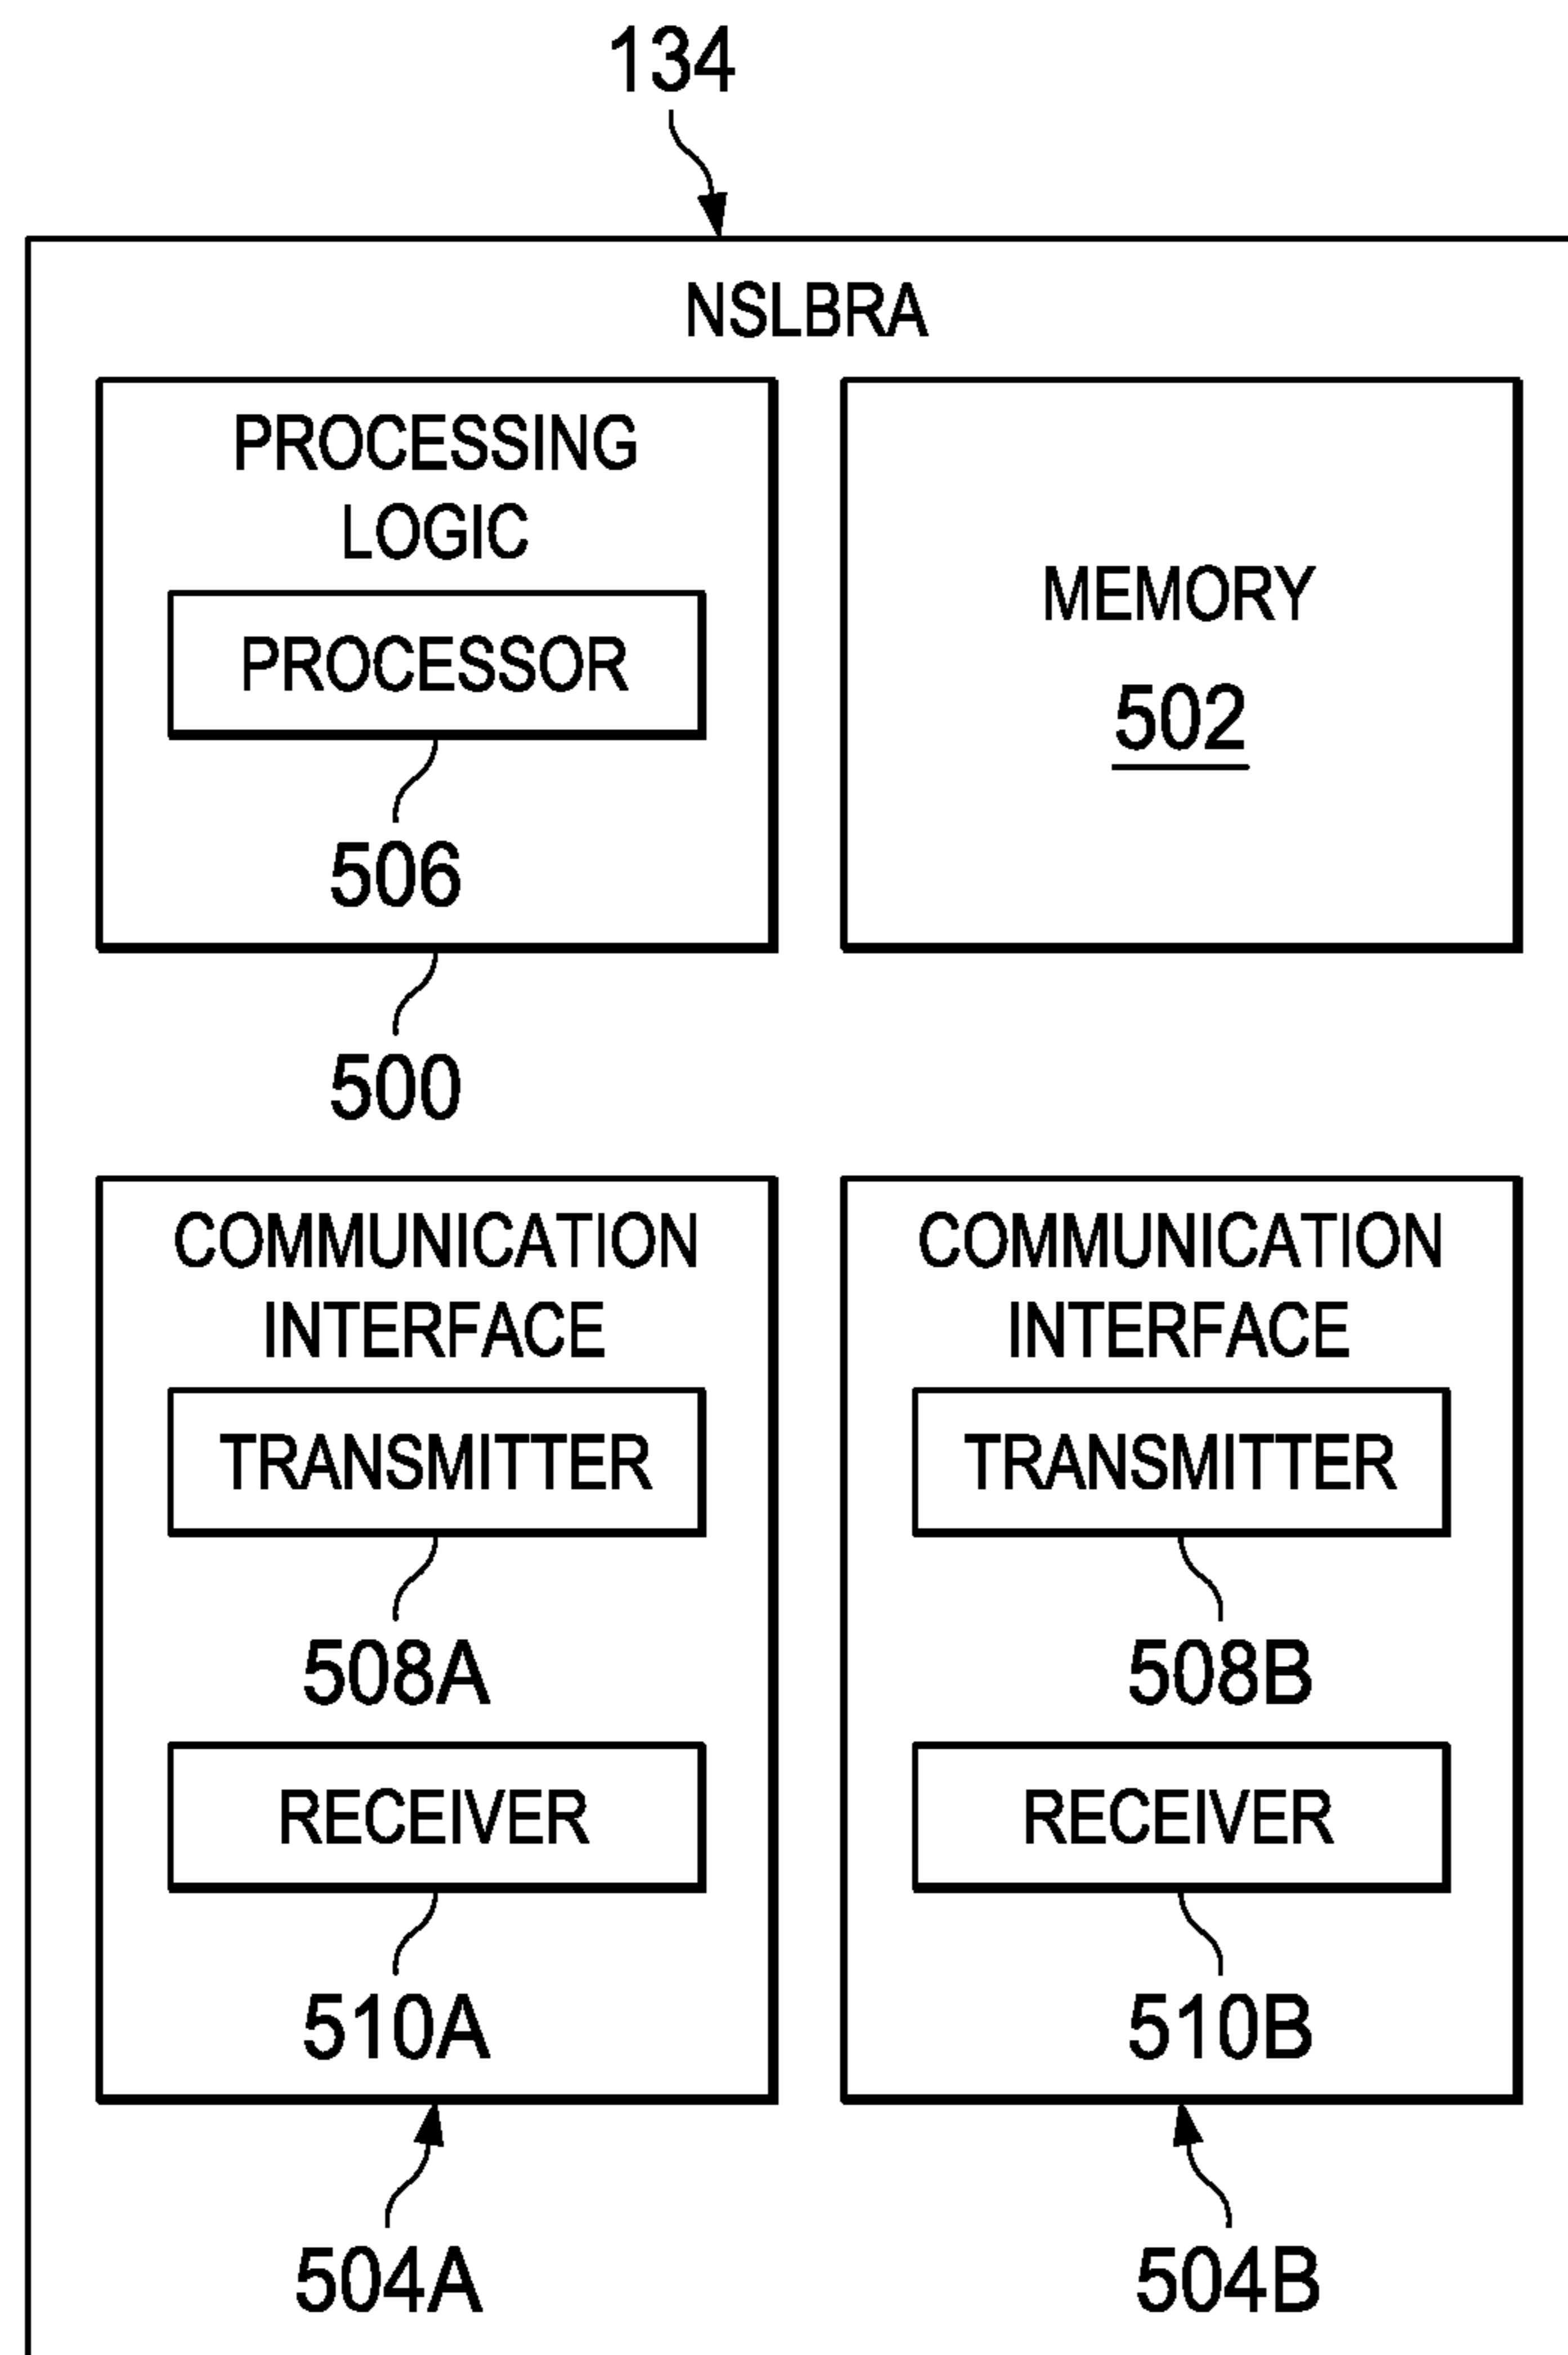 134
NSLBRA
PROCESSING
LOGIC
PROCESSOR
506
500
MEMORY
502
COMMUNICATION
INTERFACE
TRANSMITTER
508A
RECEIVER
510A
504A
COMMUNICATION
INTERFACE
TRANSMITTER
508B
RECEIVER
510B
504B